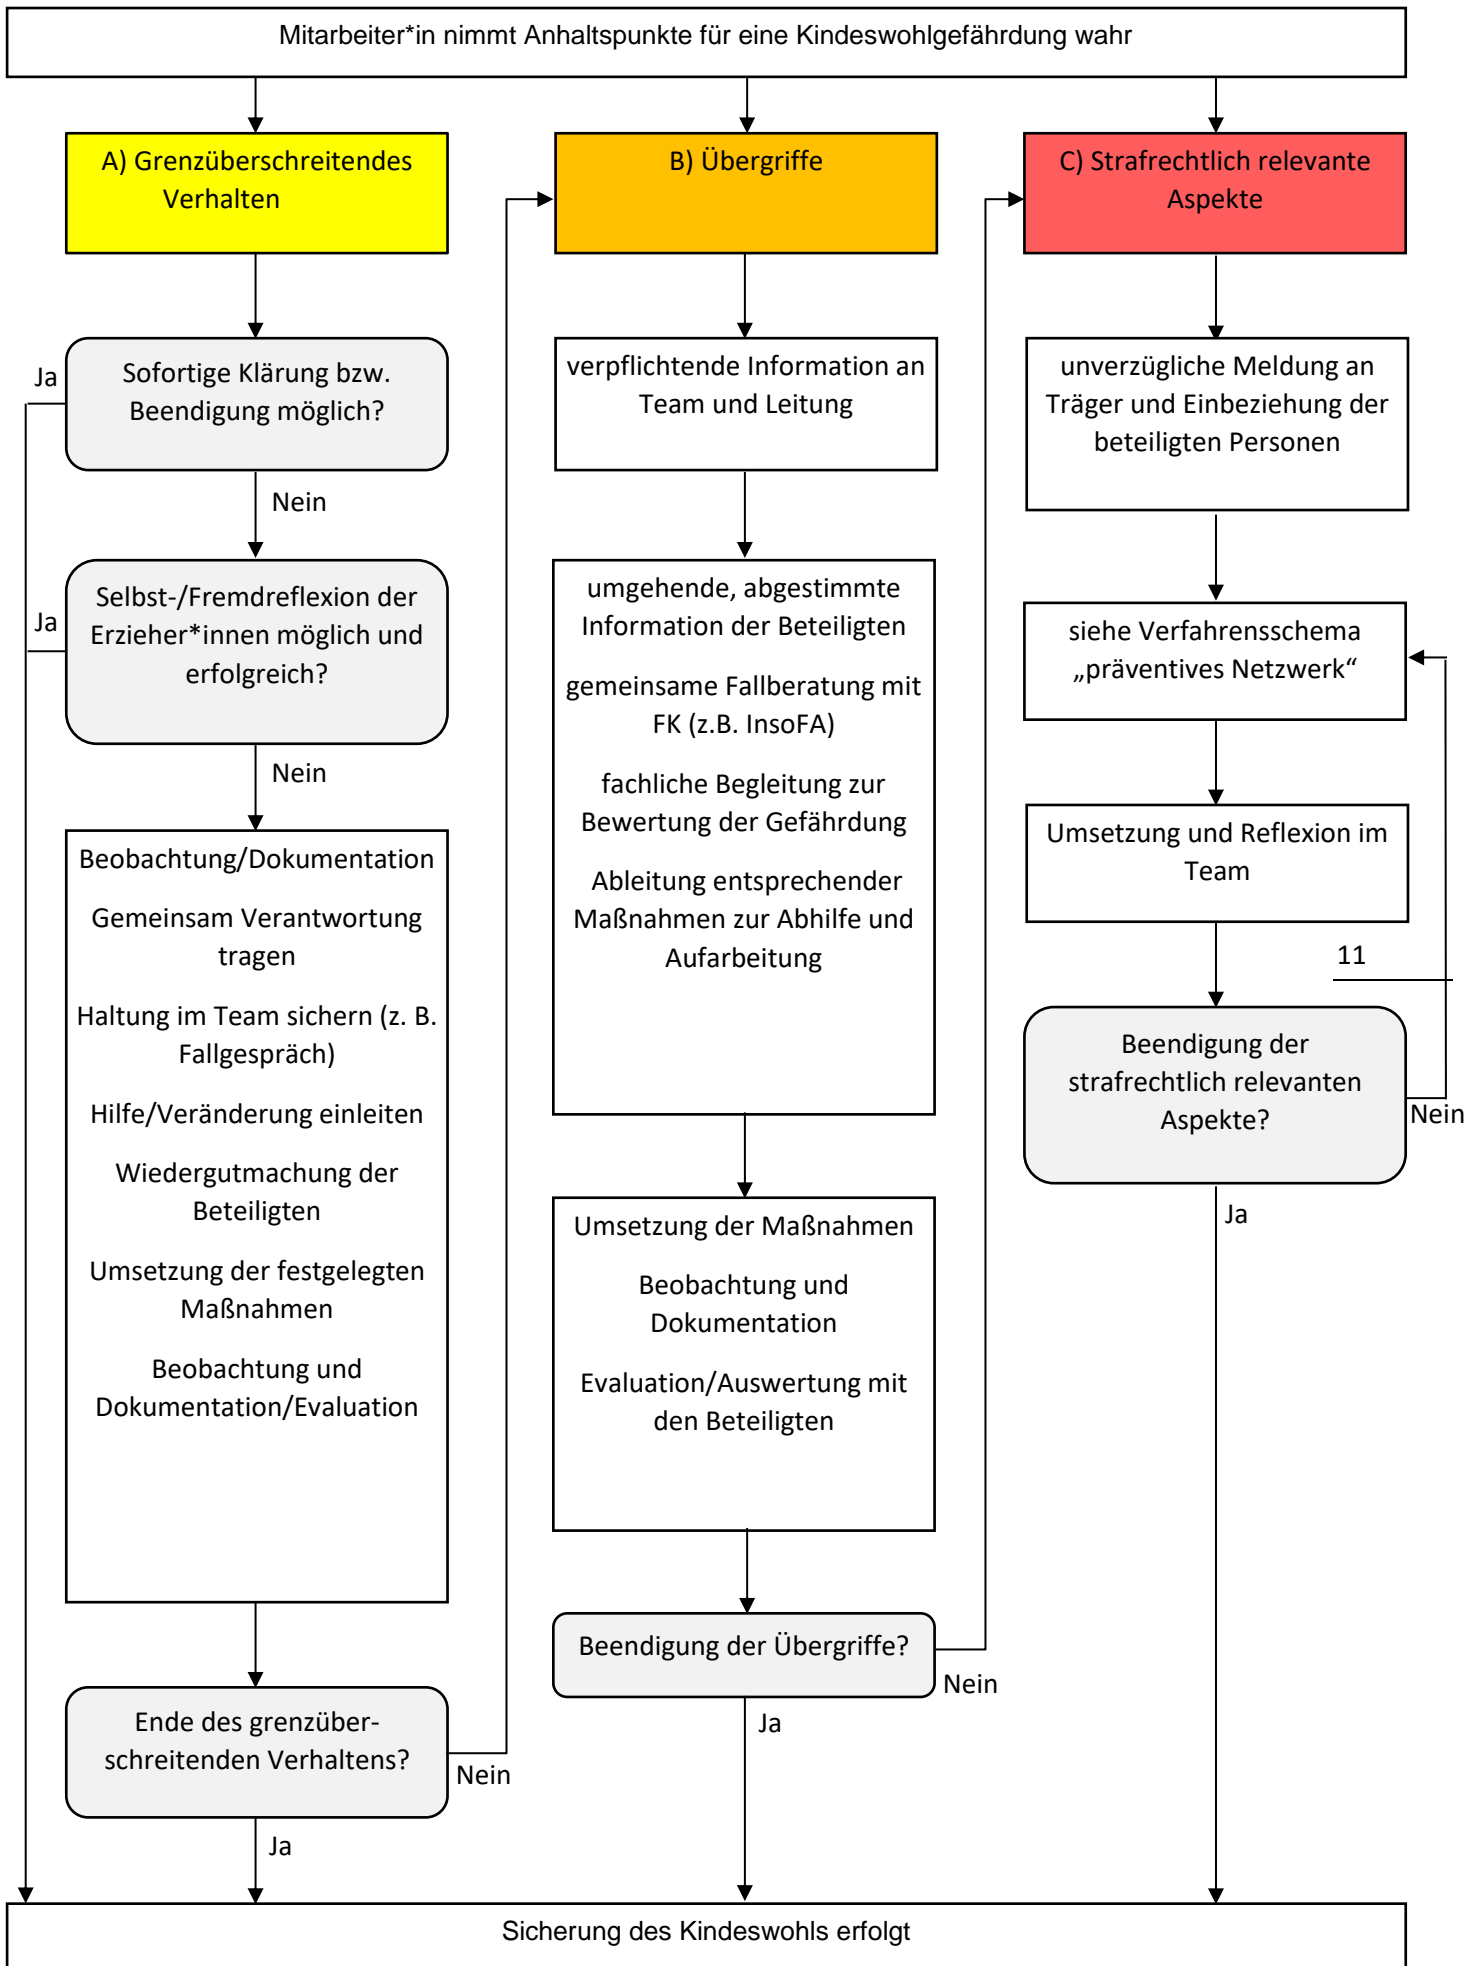 Mitarbeiter*in nimmt Anhaltspunkte für eine Kindeswohlgefährdung wahr
A) Grenzüberschreitendes
Verhalten
Ja
Sofortige Klärung bzw.
Beendigung möglich?
Nein
Ja
Selbst-/Fremdreflexion der
Erzieher*innen möglich und
erfolgreich?
Nein
Beobachtung/Dokumentation
Gemeinsam Verantwortung
tragen
Haltung im Team sichern (z. B.
Fallgespräch)
Hilfe/Veränderung einleiten
Wiedergutmachung der
Beteiligten
Umsetzung der festgelegten
Maßnahmen
Beobachtung und
Dokumentation/Evaluation
Ende des grenzüber-
schreitenden Verhaltens?
Nein
Ja
B) Übergriffe
verpflichtende Information an
Team und Leitung
umgehende, abgestimmte
Information der Beteiligten
gemeinsame Fallberatung mit
FK (z.B. InsoFA)
fachliche Begleitung zur
Bewertung der Gefährdung
Ableitung entsprechender
Maßnahmen zur Abhilfe und
Aufarbeitung
Umsetzung der Maßnahmen
Beobachtung und
Dokumentation
Evaluation/Auswertung mit
den Beteiligten
Beendigung der Übergriffe?
Nein
Ja
C) Strafrechtlich relevante
Aspekte
unverzügliche Meldung an
Träger und Einbeziehung der
beteiligten Personen
siehe Verfahrensschema
„präventives Netzwerk“
Umsetzung und Reflexion im
Team
11
Beendigung der
strafrechtlich relevanten
Aspekte?
Nein
Ja
Sicherung des Kindeswohls erfolgt